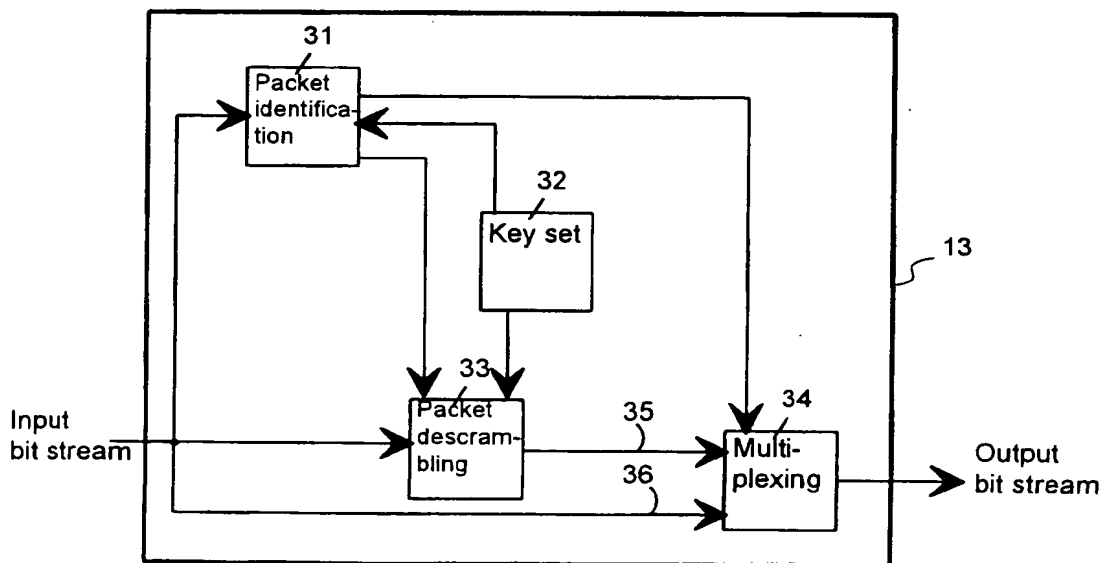 31
Packet
identifica-
tion
32
Key set
13
33
Packet
descram-
bling
35
36
34
Multi-
plexing
Input
bit stream
Output
bit stream